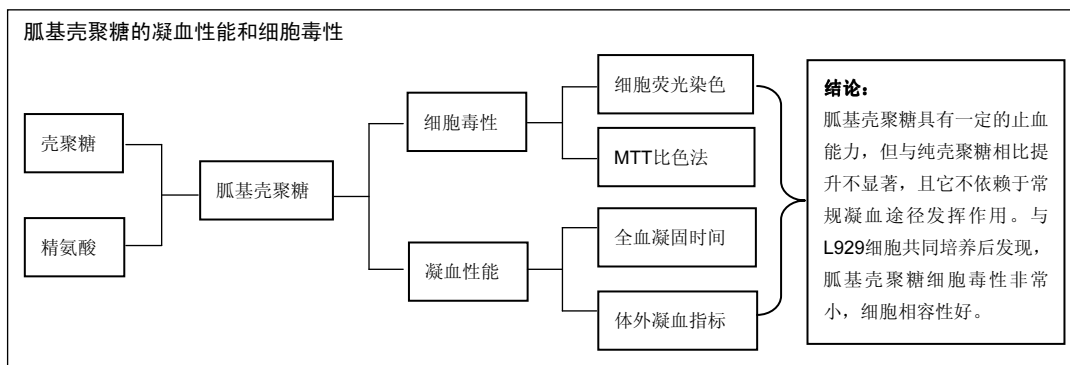 胍基壳聚糖的凝血性能和细胞毒性
壳聚糖
精氨酸
胍基壳聚糖
细胞毒性
凝血性能
细胞荧光染色
MTT比色法
全血凝固时间
体外凝血指标
结论：
胍基壳聚糖具有一定的止血
能力，但与纯壳聚糖相比提
升不显著，且它不依赖于常
规凝血途径发挥作用。与
L929细胞共同培养后发现，
胍基壳聚糖细胞毒性非常
小，细胞相容性好。